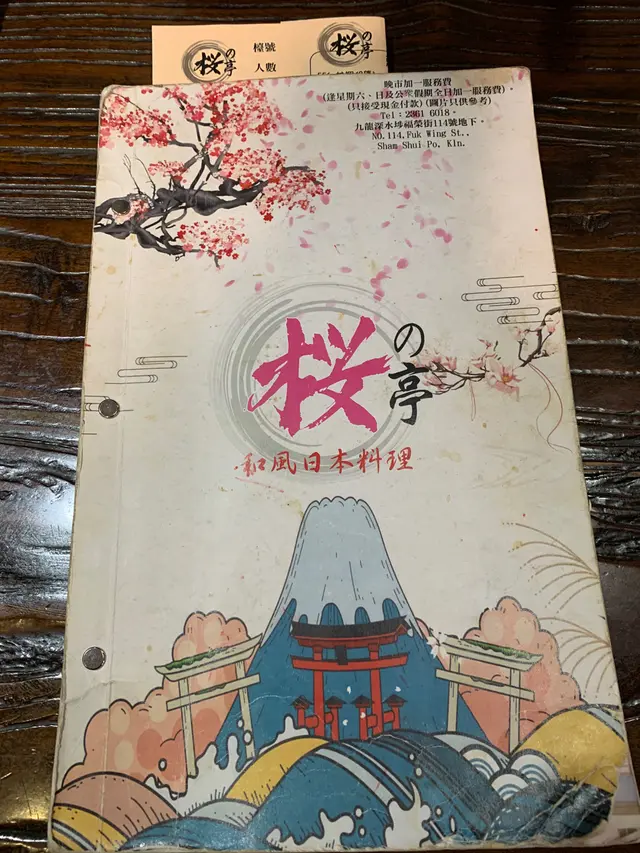 桜の亭
檯號
人數
桜の亭
晚市加一服務費
(逢星期六、日及公眾假期全日加一服務費)。
(只接受現金付款)(圖片只供參考)
Tel：2861 6018。
九龍深水埗福榮街114號地下。
NO.114,Fuk Wing St.,
Shan Shui Po, Kln.
桜の亭
和風日本料理